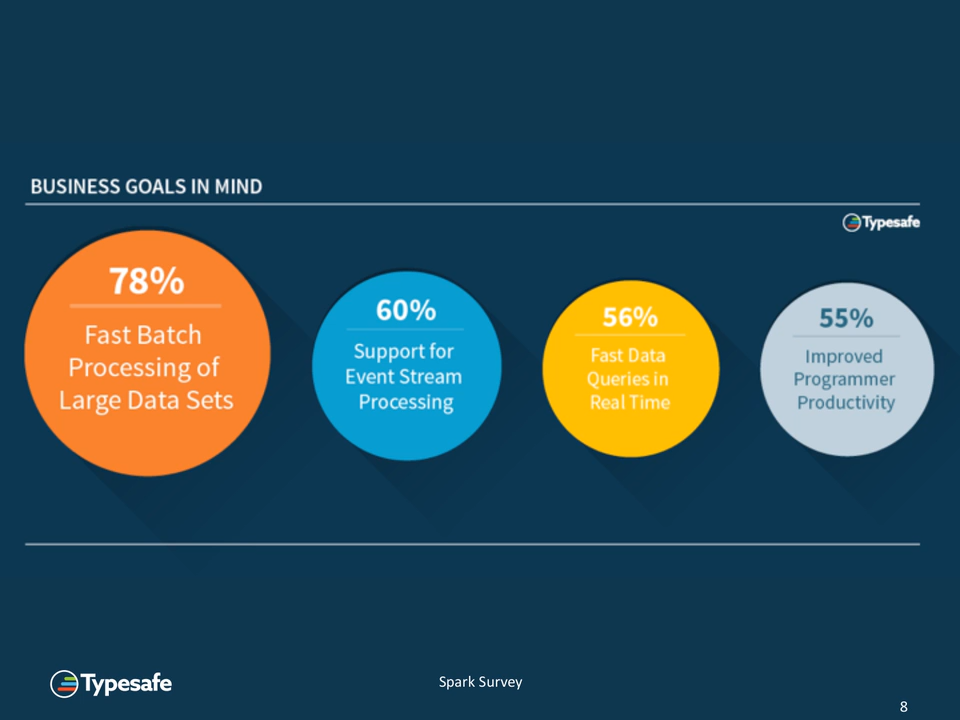 BUSINESS GOALS IN MIND
Typesafe
78%
Fast Batch
Processing of
Large Data Sets
60%
Support for
Event Stream
Processing
56%
Fast Data
Queries in
Real Time
55%
Improved
Programmer
Productivity
Typesafe
Spark Survey
8